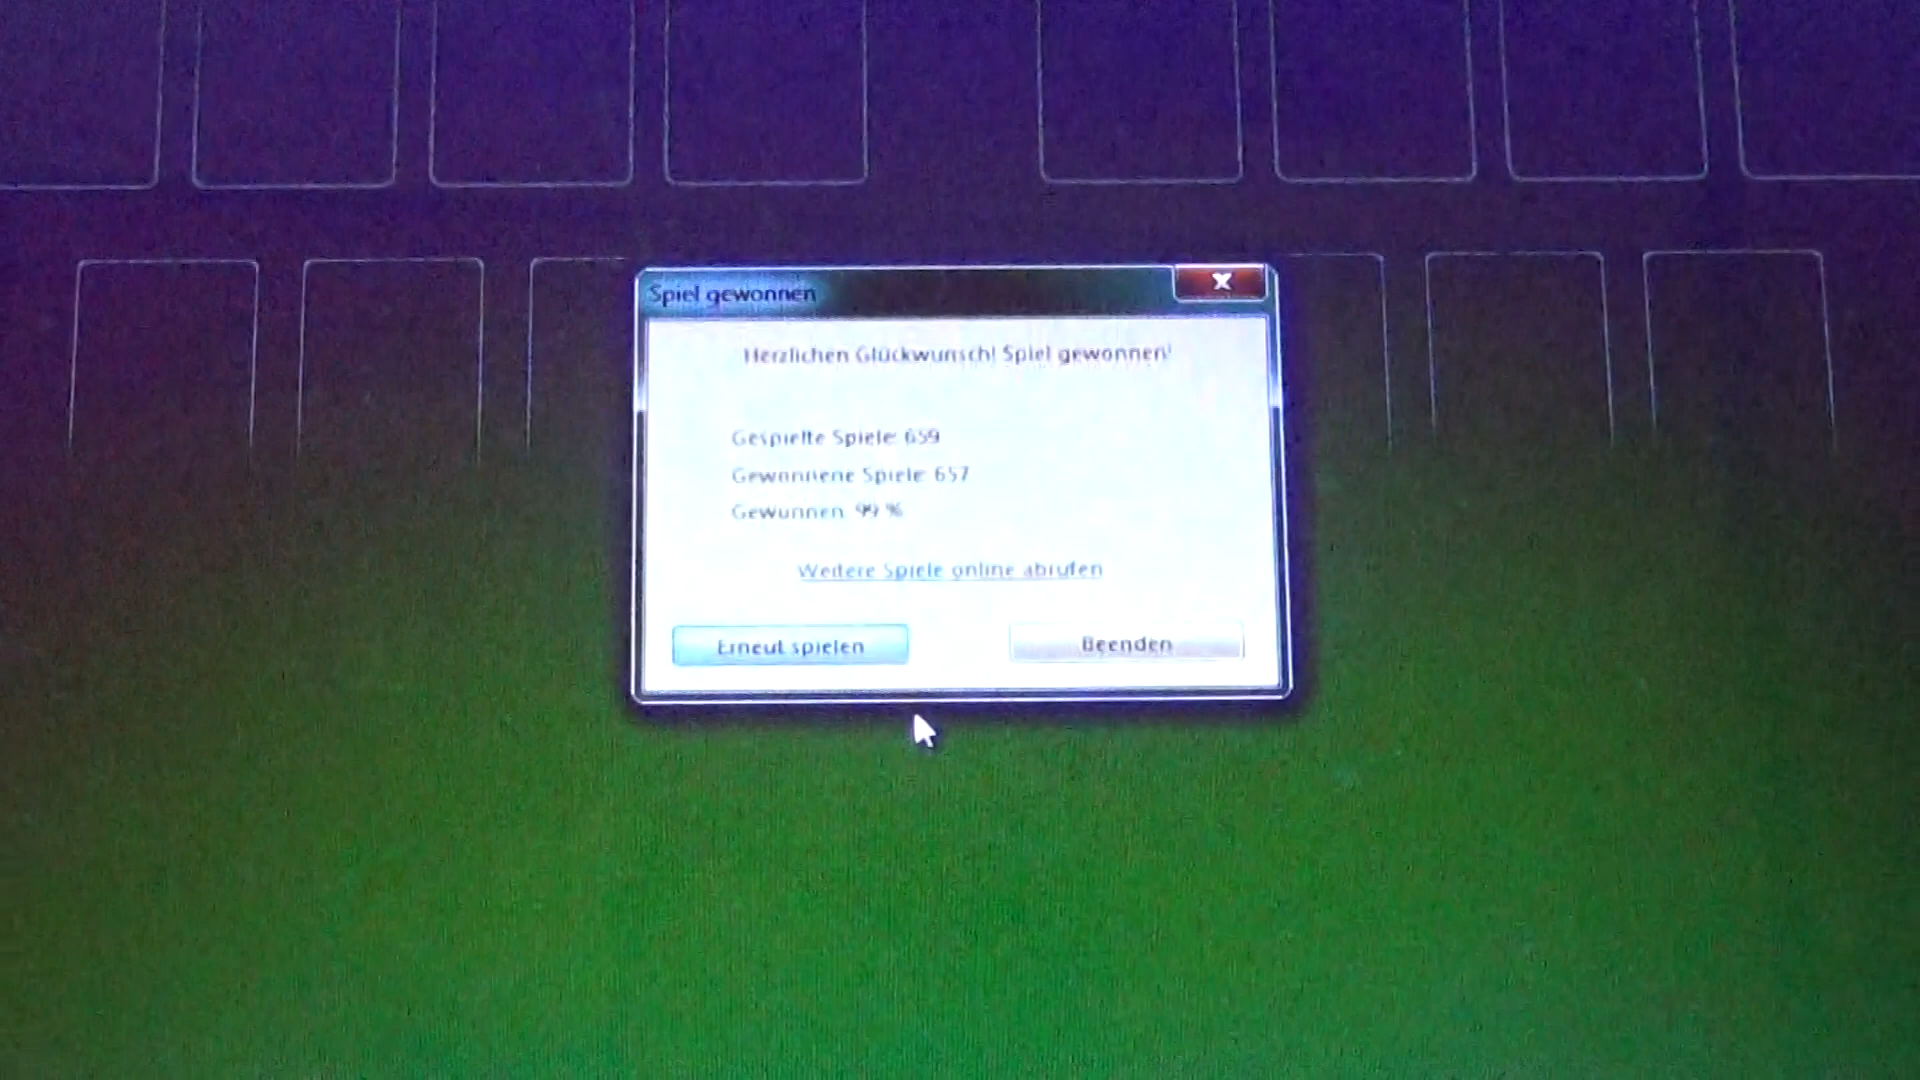 Spiel gewonnen
Herzlichen Glückwunsch! Spiel gewonnen!
Gespielte Spiele: 659
Gewonnene Spiele: 657
Gewonnen: 99 %
Weitere Spiele online abrufen
Erneut spielen
Beenden